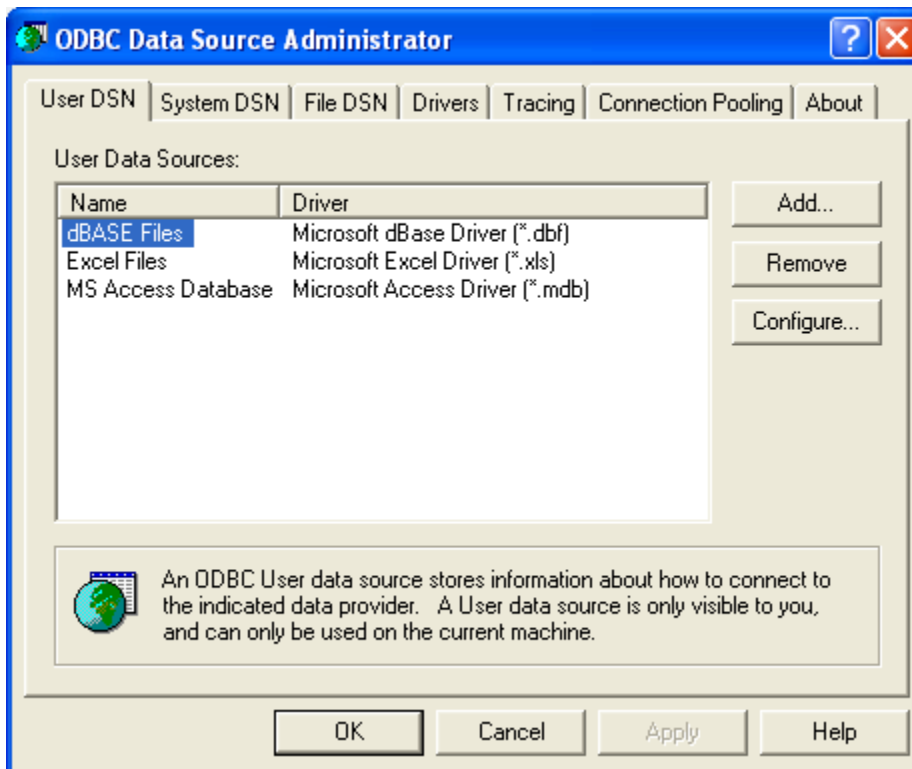 ODBC Data Source Administrator
User DSN System DSN File DSN Drivers Tracing Connection Pooling About
User Data Sources:
Name Driver
dBASE Files Microsoft dBase Driver (*.dbf)
Excel Files Microsoft Excel Driver (*.xls)
MS Access Database Microsoft Access Driver (*.mdb)
Add...
Remove
Configure...
An ODBC User data source stores information about how to connect to
the indicated data provider. A User data source is only visible to you,
and can only be used on the current machine.
OK Cancel Apply Help